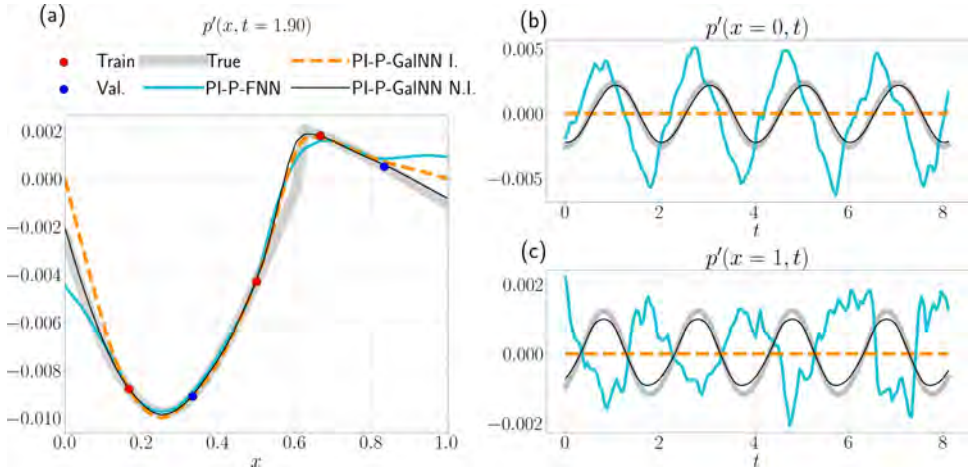 (a)
p′(x, t = 1.90)
Train True PI-P-GalNN I.
Val. PI-P-FNN PI-P-GalNN N.I.
0.002
0.000
−0.002
−0.004
−0.006
−0.008
−0.010
0.0 0.2 0.4 0.6 0.8 1.0
x
(b) p′(x = 0, t)
0.005
0.000
−0.005
0 2 4 6 8
t
(c) p′(x = 1, t)
0.002
0.000
−0.002
0 2 4 6 8
t